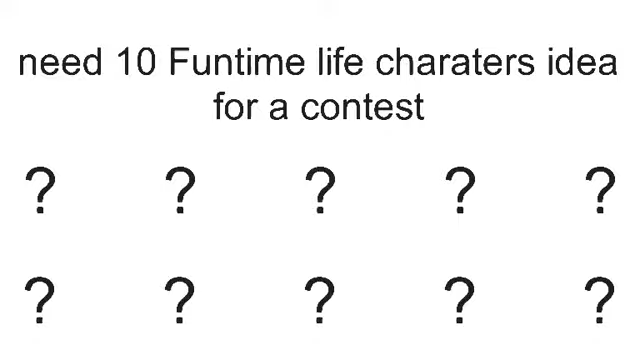 need 10 Funtime life charaters idea
for a contest
? ? ? ? ?
? ? ? ? ?